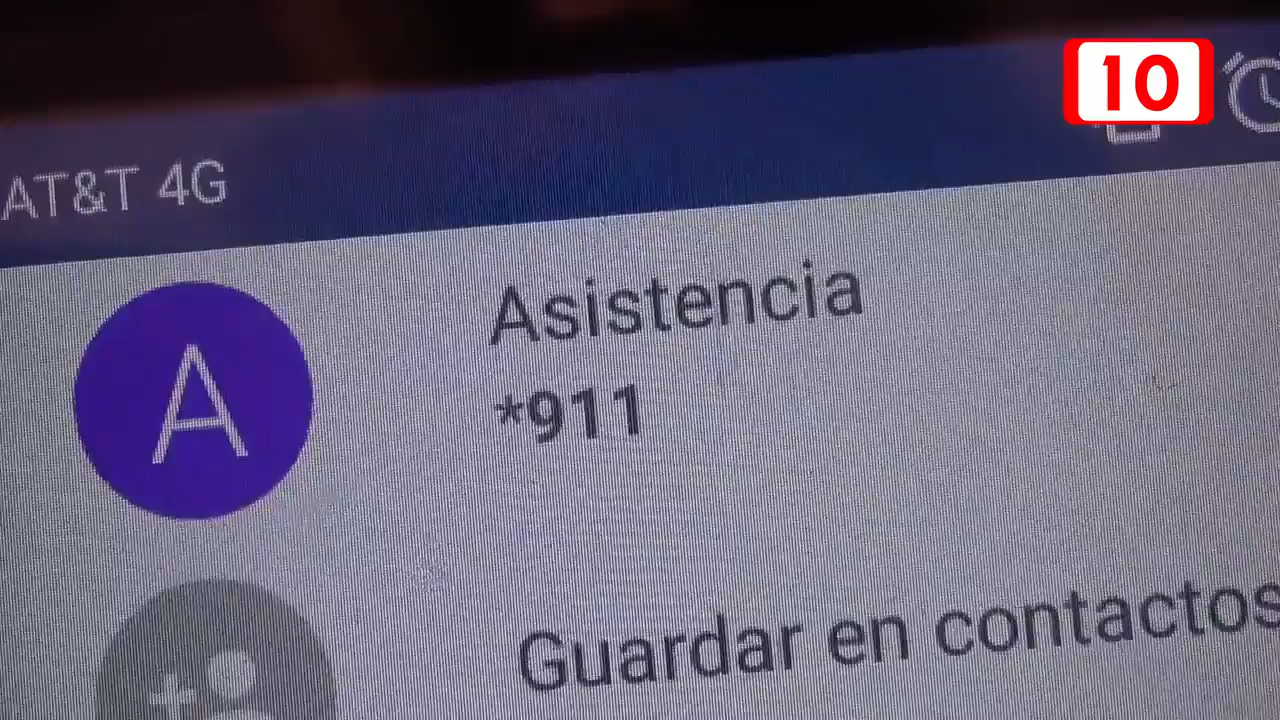 10
AT&T 4G
A
Asistencia
*911
Guardar en contactos